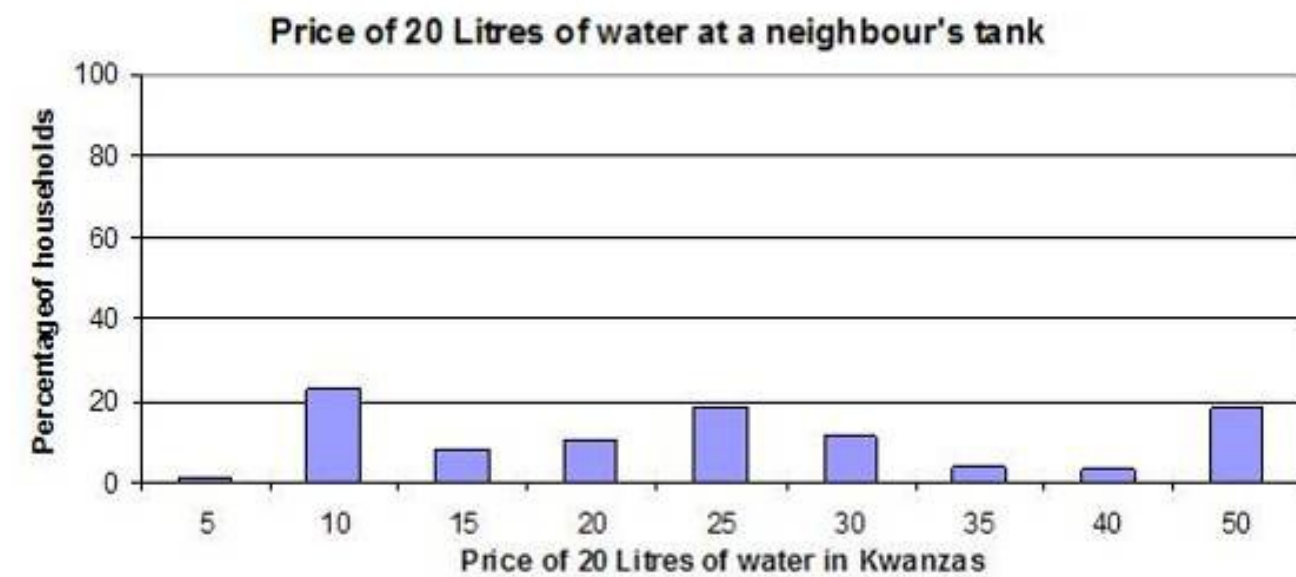 Price of 20 Litres of water at a neighbour's tank
100
80
60
40
20
0
Percentageof households
5 10 15 20 25 30 35 40 50
Price of 20 Litres of water in Kwanzas